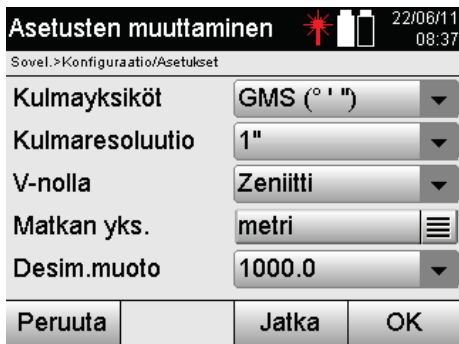 Asetusten muuttaminen 22/06/11
08:37
Sovel.>Konfiguraatio/Asetukset
Kulmayksiköt GMS (° ' ")
Kulmaresoluutio 1"
V-nolla Zeniitti
Matkan yks. metri
Desim.muoto 1000.0
Peruuta Jatka OK